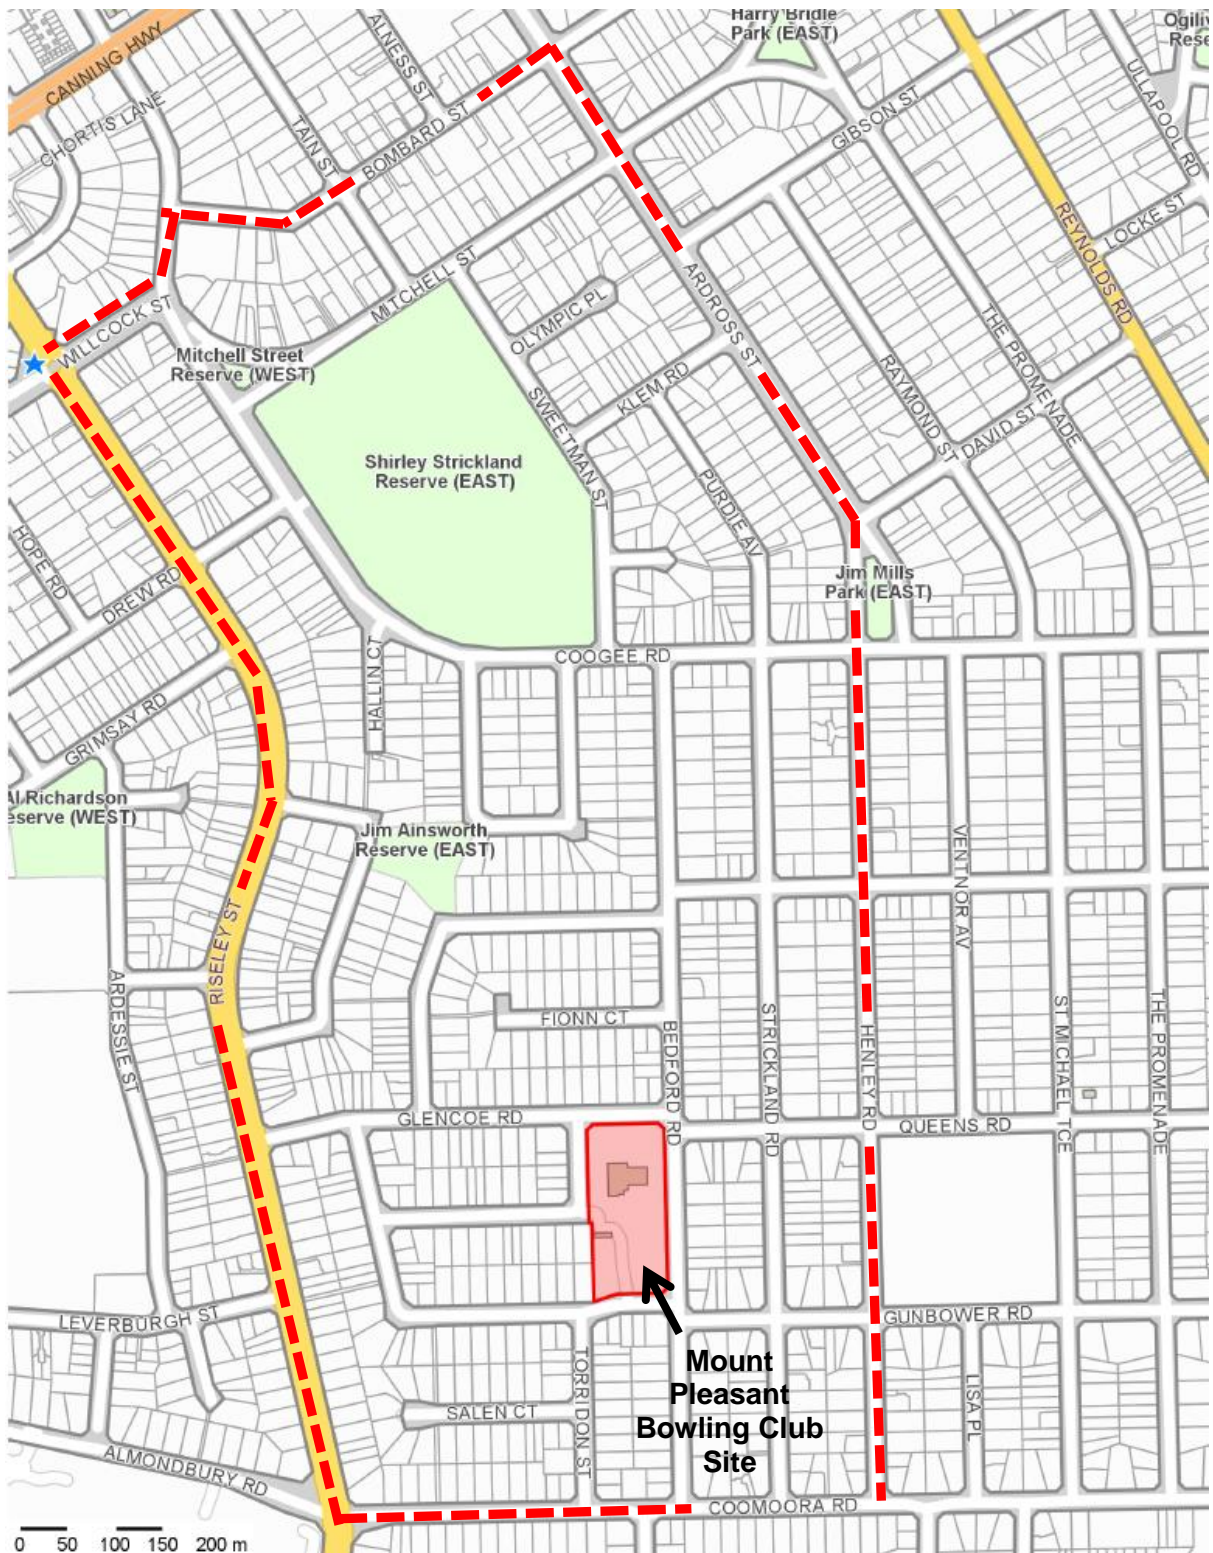 Harry Bridle
Park (EAST)
CANNING HWY
ALNESS ST
CHORTIS LANE
TAIN ST
BOMBARD ST
GIBSON ST
ULLAPOOL RD
LOCKE ST
REYNOLDS RD
MITCHELL ST
ARDROSS ST
OLYMPIC PL
THE PROMENADE
WILLCOCK ST
Mitchell Street
Reserve (WEST)
KLEM RD
RAYMOND ST
DAVID ST
SWEETMAN ST
Shirley Strickland
Reserve (EAST)
PURDIE AV
HOPE RD
DREW RD
Jim Mills
Park (EAST)
HALLIN CT
COOGEE RD
GRIMSAY RD
Al Richardson
eserve (WEST)
Jim Ainsworth
Reserve (EAST)
VENTNOR AV
RISELEY ST
ARDESSIE ST
FIONN CT
BEDFORD RD
STRICKLAND RD
HENLEY RD
ST MICHAEL TCE
THE PROMENADE
GLENCOE RD
QUEENS RD
LEVERBURGH ST
GUNBOWER RD
TORRIDON ST
Mount
Pleasant
Bowling Club
Site
LISA PL
SALEN CT
ALMONDBURY RD
COOMOORA RD
0 50 100 150 200 m